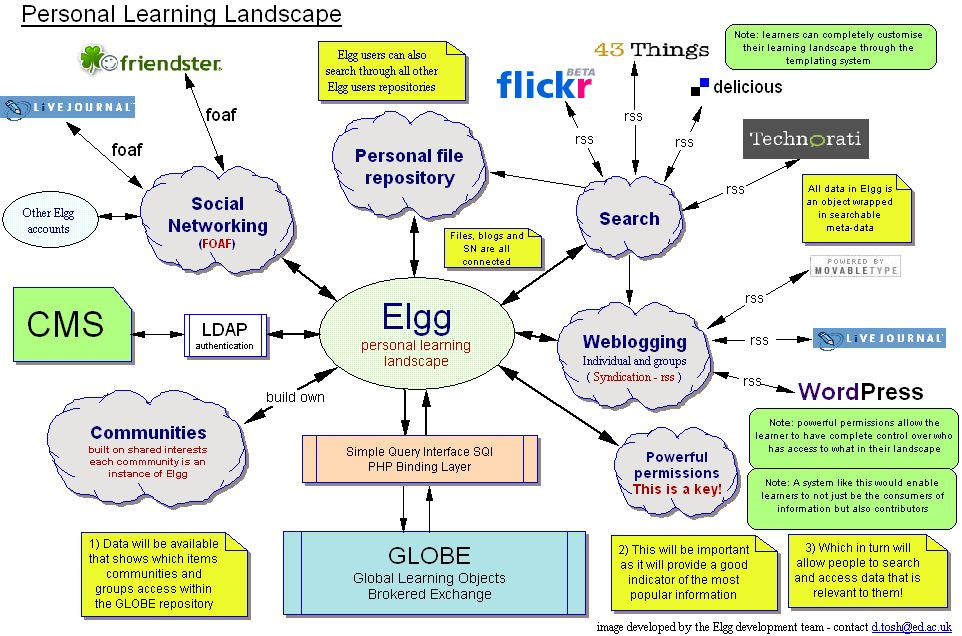 Personal Learning Landscape
friendster.
LiVEJOURNAL™
foaf
foaf
Elgg users can also
search through all other
Elgg users repositories
43 Things
flickr BETA
delicious
Note: learners can completely customise
their learning landscape through the
templating system
rss
rss
rss
Technorati
rss
Personal file
repository
Search
All data in Elgg is
an object wrapped
in searchable
meta-data
Other Elgg
accounts
Social
Networking
(FOAF)
Files, blogs and
SN are all
connected
POWERED BY
MOVABLETYPE
rss
CMS
LDAP
authentication
Elgg
personal learning
landscape
Weblogging
Individual and groups
( Syndication - rss )
rss
LiVEJOURNAL™
rss
WordPress
build own
Communities
built on shared interests
each commmunity is an
instance of Elgg
Simple Query Interface SQI
PHP Binding Layer
Powerful
permissions
This is a key!
Note: powerful permissions allow the
learner to have complete control over who
has access to what in their landscape
Note: A system like this would enable
learners to not just be the consumers of
information but also contributors
1) Data will be available
that shows which items
communities and
groups access within
the GLOBE repository
GLOBE
Global Learning Objects
Brokered Exchange
2) This will be important
as it will provide a good
indicator of the most
popular information
3) Which in turn will
allow people to search
and access data that is
relevant to them!
image developed by the Elgg development team - contact d.tosh@ed.ac.uk